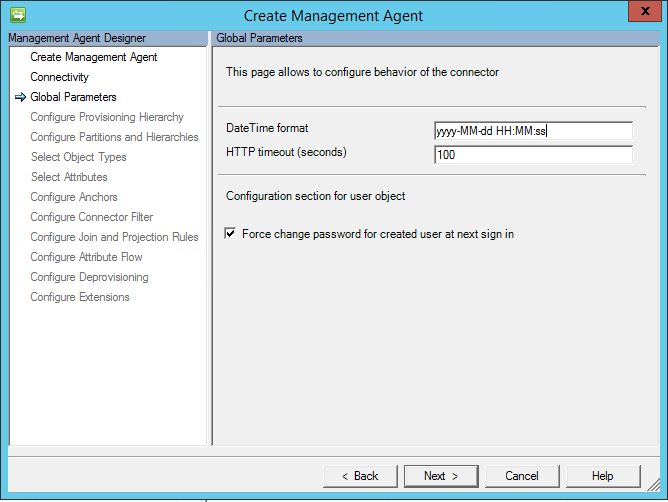 Create Management Agent
X
Management Agent Designer
Create Management Agent
Connectivity
Global Parameters
Configure Provisioning Hierarchy
Configure Partitions and Hierarchies
Select Object Types
Select Attributes
Configure Anchors
Configure Connector Filter
Configure Join and Projection Rules
Configure Attribute Flow
Configure Deprovisioning
Configure Extensions
Global Parameters
This page allows to configure behavior of the connector
DateTime format yyyy-MM-dd HH:MM:ss
HTTP timeout (seconds) 100
Configuration section for user object
Force change password for created user at next sign in
< Back Next > Cancel Help